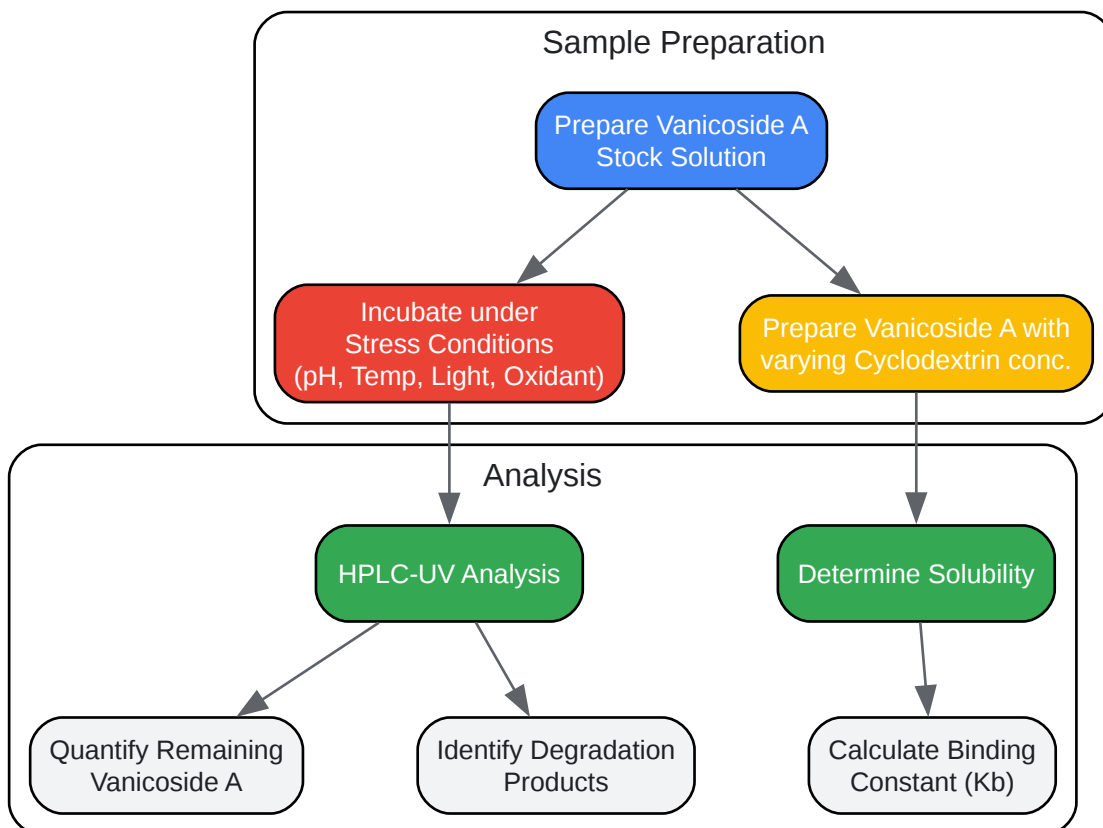 Sample Preparation
Prepare Vanicoside A
Stock Solution
Incubate under
Stress Conditions
(pH, Temp, Light, Oxidant)
Prepare Vanicoside A with
varying Cyclodextrin conc.
Analysis
HPLC-UV Analysis
Determine Solubility
Quantify Remaining
Vanicoside A
Identify Degradation
Products
Calculate Binding
Constant (Kb)